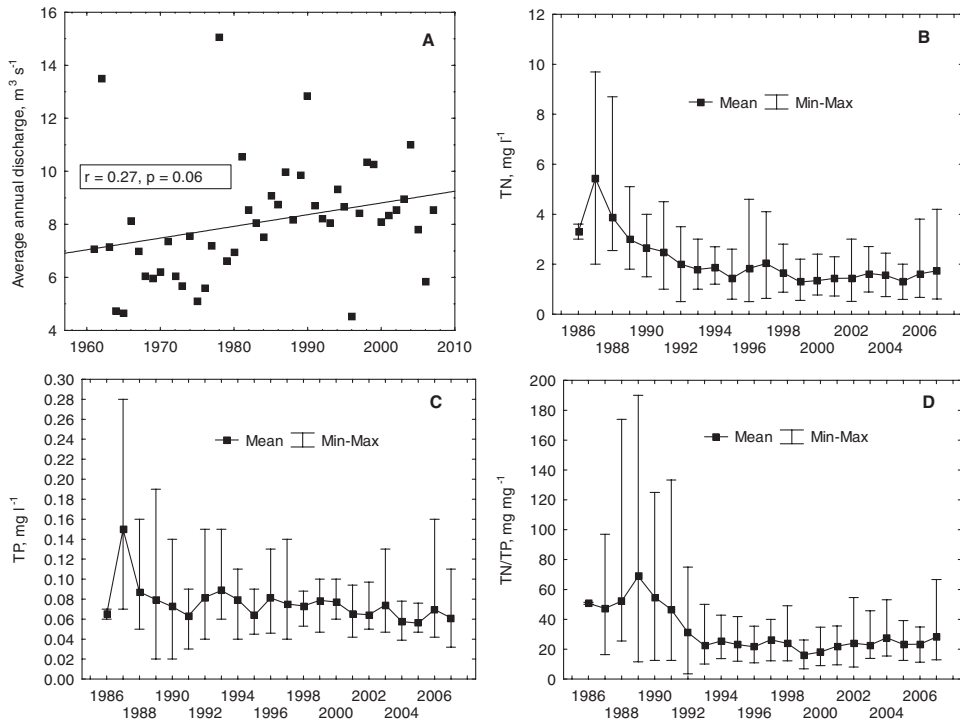 A
Average annual discharge, m³ s⁻¹
16
14
12
10
8
6
4
r = 0.27, p = 0.06
1960 1970 1980 1990 2000 2010
B
TN, mg l⁻¹
12
10
8
6
4
2
0
Mean Min-Max
1986 1990 1994 1998 2002 2006
1988 1992 1996 2000 2004
C
TP, mg l⁻¹
0.30
0.28
0.26
0.24
0.22
0.20
0.18
0.16
0.14
0.12
0.10
0.08
0.06
0.04
0.02
0.00
Mean Min-Max
1986 1990 1994 1998 2002 2006
1988 1992 1996 2000 2004
D
TN/TP, mg mg⁻¹
200
180
160
140
120
100
80
60
40
20
0
Mean Min-Max
1986 1990 1994 1998 2002 2006
1988 1992 1996 2000 2004